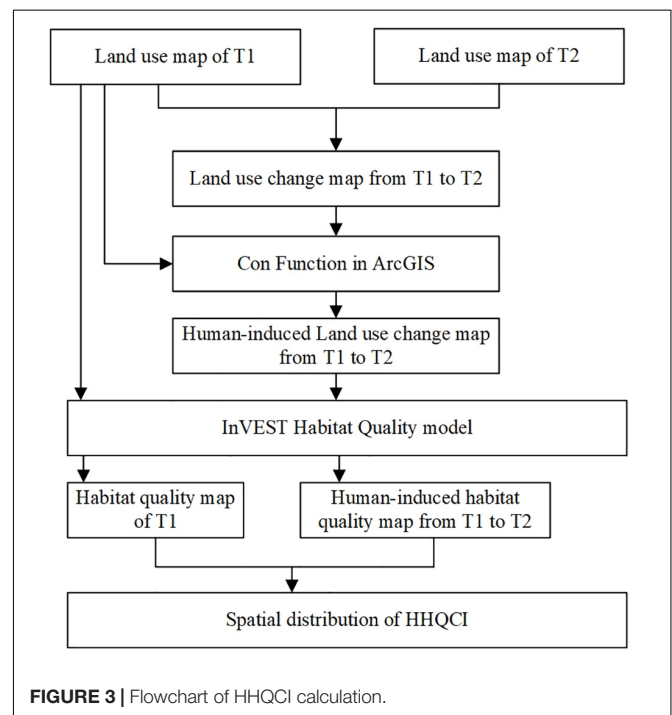 Land use map of T1
Land use map of T2
Land use change map from T1 to T2
Con Function in ArcGIS
Human-induced Land use change map
from T1 to T2
InVEST Habitat Quality model
Habitat quality map
of T1
Human-induced habitat
quality map from T1 to T2
Spatial distribution of HHQCI
FIGURE 3 | Flowchart of HHQCI calculation.